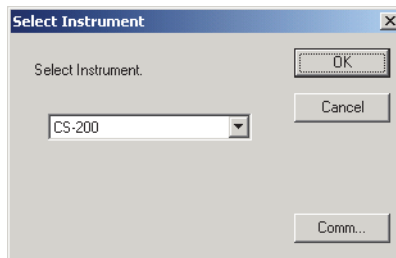 Select Instrument
OK
Select Instrument.
Cancel
CS-200
Comm...